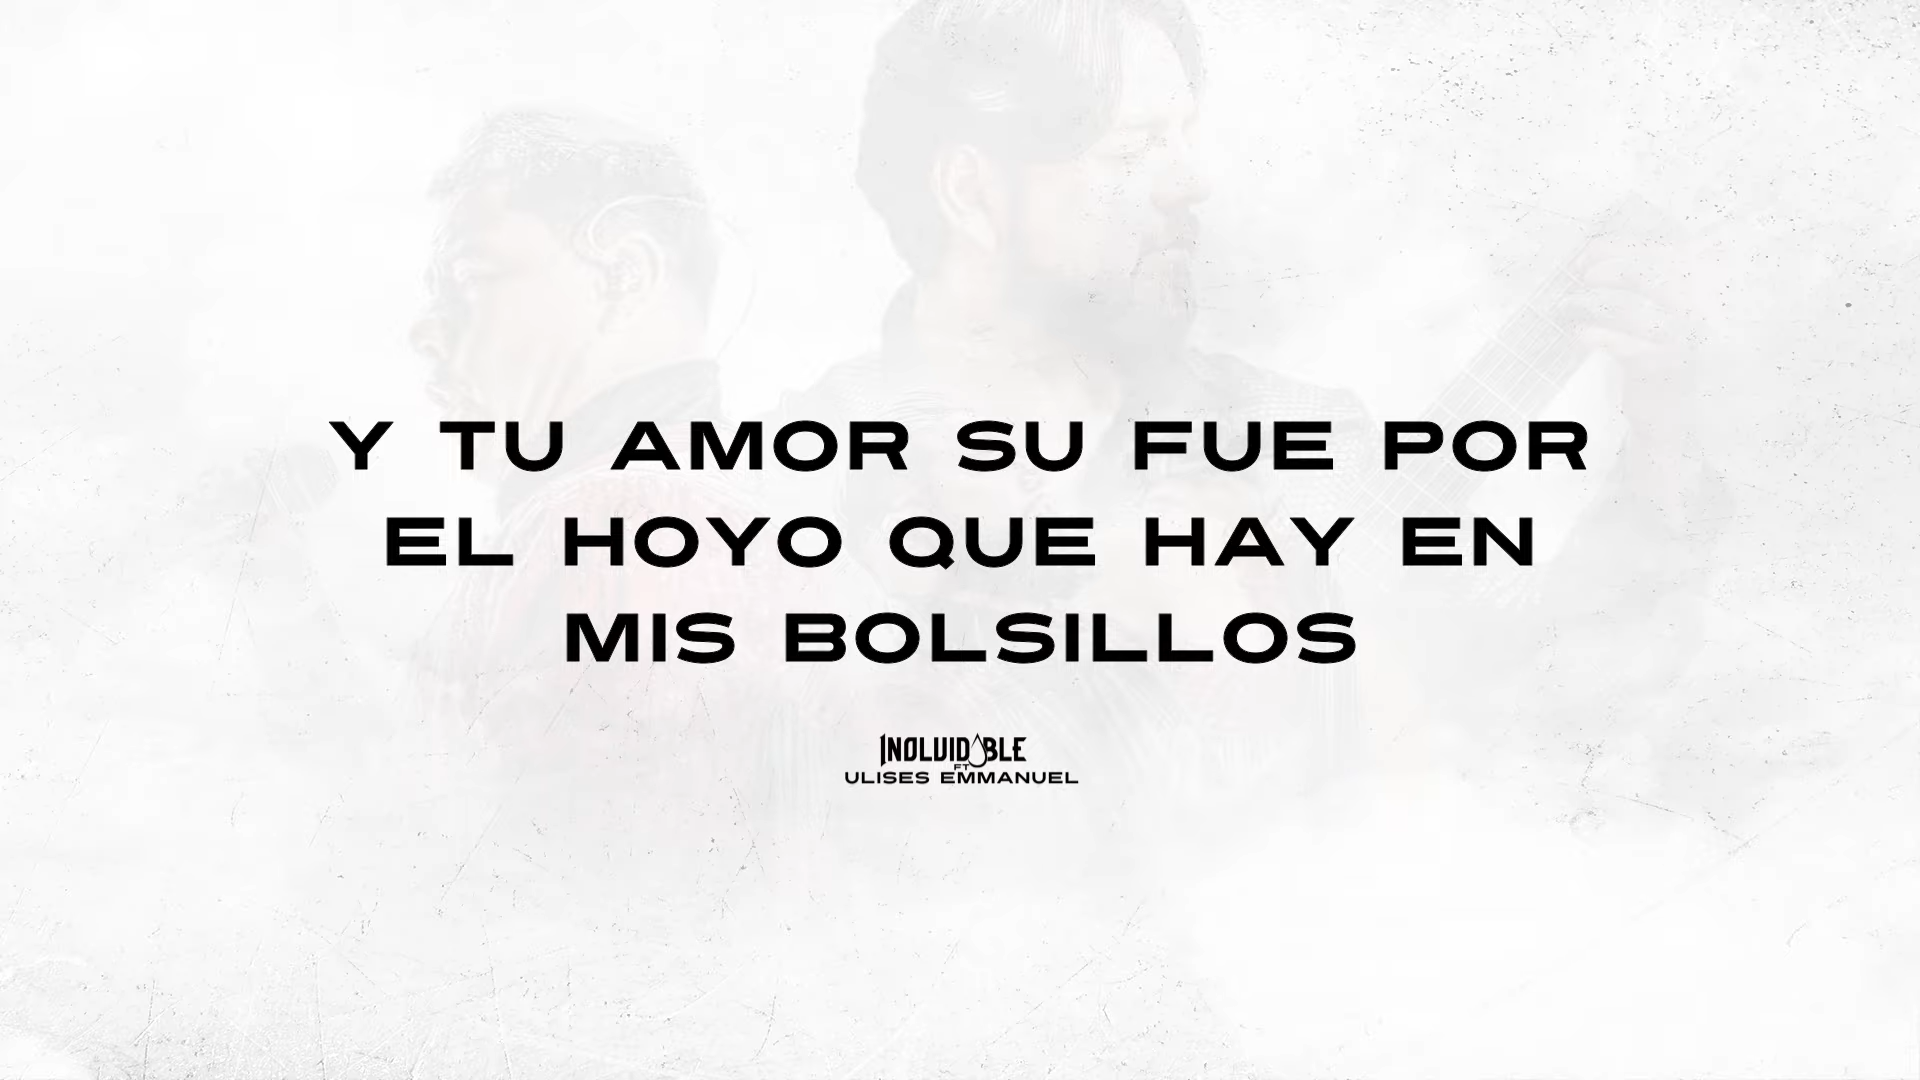 Y TU AMOR SU FUE POR
EL HOYO QUE HAY EN
MIS BOLSILLOS
INOLVIDABLE
FT
ULISES EMMANUEL